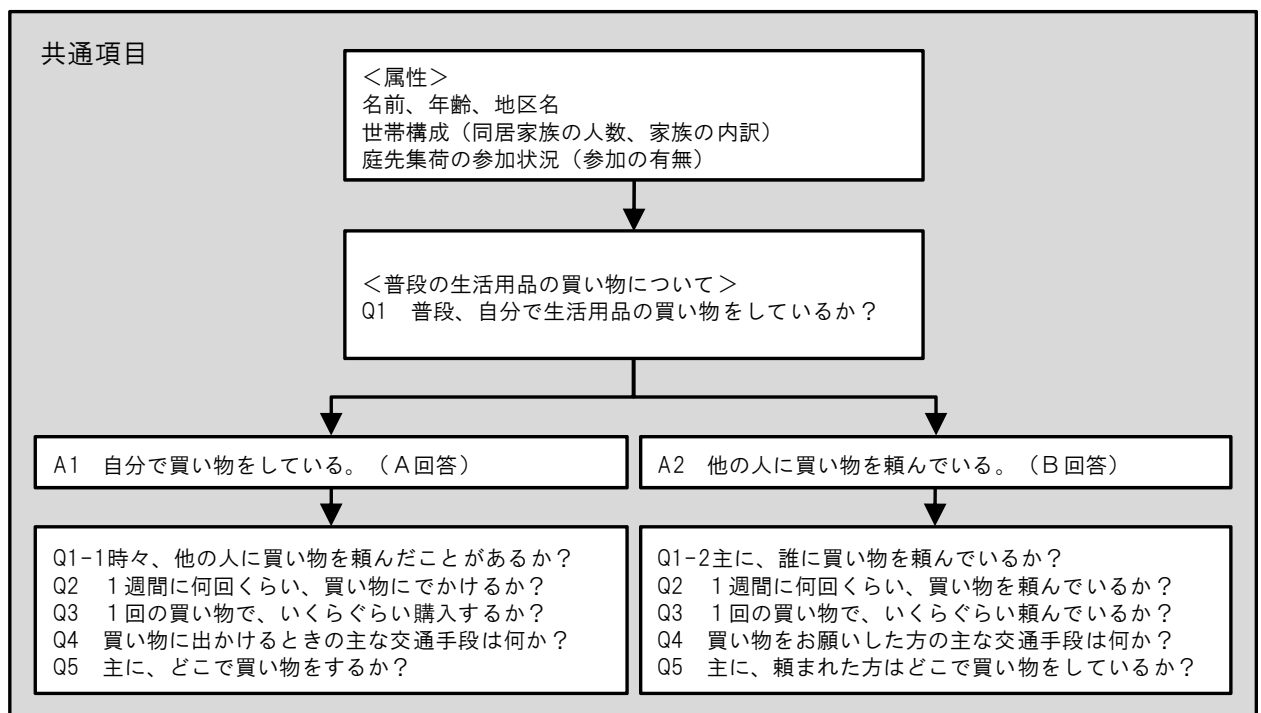 共通項目
＜属性＞
名前、年齢、地区名
世帯構成（同居家族の人数、家族の内訳）
庭先集荷の参加状況（参加の有無）
＜普段の生活用品の買い物について＞
Q1　普段、自分で生活用品の買い物をしているか？
A1　自分で買い物をしている。（Ａ回答）
A2　他の人に買い物を頼んでいる。（Ｂ回答）
Q1-1時々、他の人に買い物を頼んだことがあるか？
Q2　１週間に何回くらい、買い物にでかけるか？
Q3　１回の買い物で、いくらぐらい購入するか？
Q4　買い物に出かけるときの主な交通手段は何か？
Q5　主に、どこで買い物をするか？
Q1-2主に、誰に買い物を頼んでいるか？
Q2　１週間に何回くらい、買い物を頼んでいるか？
Q3　１回の買い物で、いくらぐらい頼んでいるか？
Q4　買い物をお願いした方の主な交通手段は何か？
Q5　主に、頼まれた方はどこで買い物をしているか？